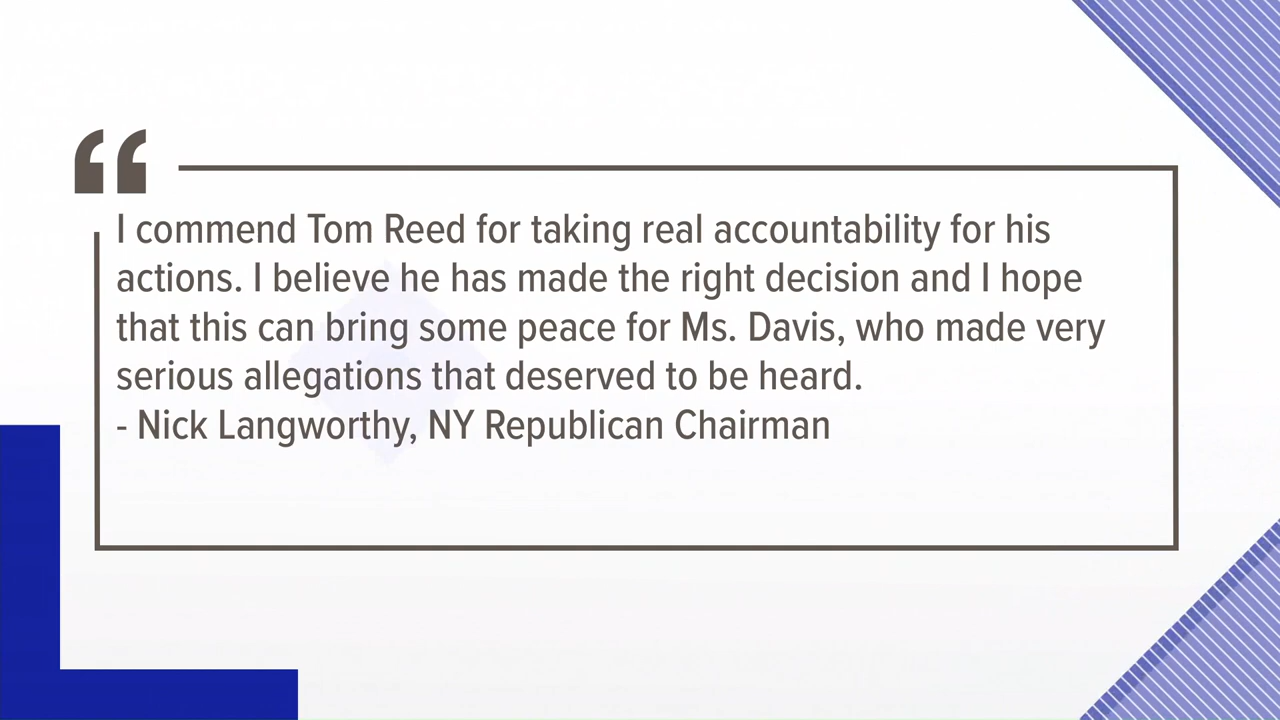 “
I commend Tom Reed for taking real accountability for his
actions. I believe he has made the right decision and I hope
that this can bring some peace for Ms. Davis, who made very
serious allegations that deserved to be heard.
- Nick Langworthy, NY Republican Chairman